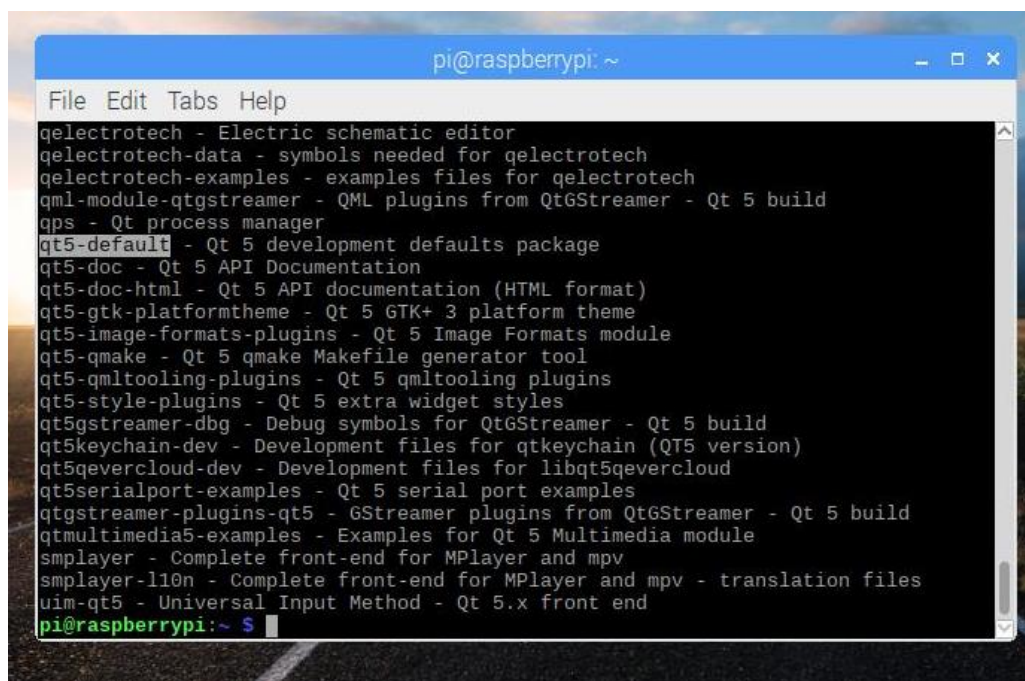 pi@raspberrypi: ~
File Edit Tabs Help
qelectrotech - Electric schematic editor
qelectrotech-data - symbols needed for qelectrotech
qelectrotech-examples - examples files for qelectrotech
qml-module-qtgstreamer - QML plugins from QtGStreamer - Qt 5 build
qps - Qt process manager
qt5-default - Qt 5 development defaults package
qt5-doc - Qt 5 API Documentation
qt5-doc-html - Qt 5 API documentation (HTML format)
qt5-gtk-platformtheme - Qt 5 GTK+ 3 platform theme
qt5-image-formats-plugins - Qt 5 Image Formats module
qt5-qmake - Qt 5 qmake Makefile generator tool
qt5-qmltooling-plugins - Qt 5 qmltooling plugins
qt5-style-plugins - Qt 5 extra widget styles
qt5gstreamer-dbg - Debug symbols for QtGStreamer - Qt 5 build
qt5keychain-dev - Development files for qtkeychain (QT5 version)
qt5qevercloud-dev - Development files for libqt5qevercloud
qt5serialport-examples - Qt 5 serial port examples
qtgstreamer-plugins-qt5 - GStreamer plugins from QtGStreamer - Qt 5 build
qtmultimedia5-examples - Examples for Qt 5 Multimedia module
smplayer - Complete front-end for MPlayer and mpv
smplayer-l10n - Complete front-end for MPlayer and mpv - translation files
uim-qt5 - Universal Input Method - Qt 5.x front end
pi@raspberrypi:~ $